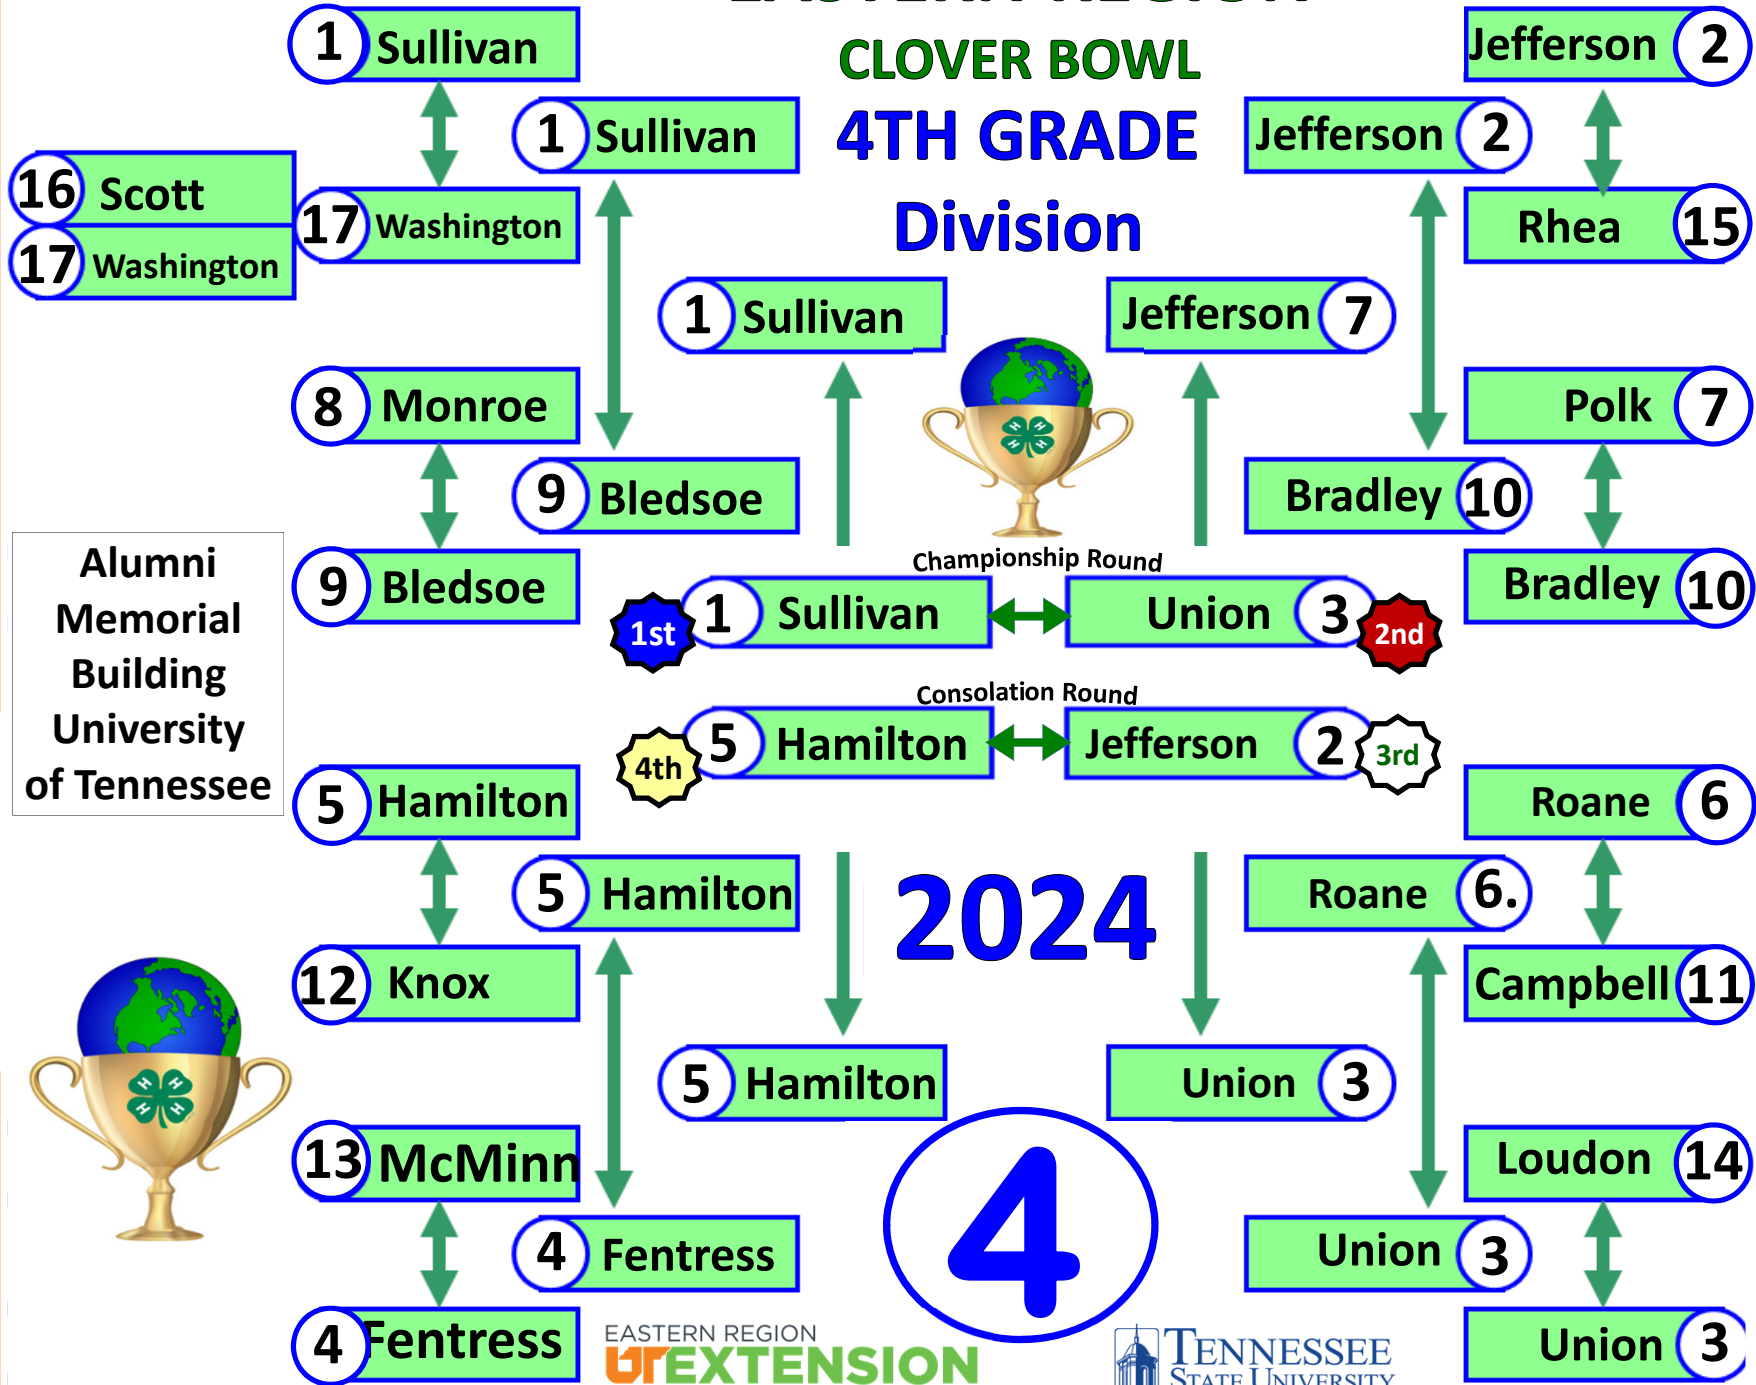 EASTERN REGION
CLOVER BOWL
4TH GRADE
Division
1 Sullivan
Jefferson 2
1 Sullivan
Jefferson 2
16 Scott
17 Washington
17 Washington
Rhea 15
1 Sullivan
Jefferson 7
8 Monroe
Polk 7
9 Bledsoe
Bradley 10
9 Bledsoe
Bradley 10
Alumni
Memorial
Building
University
of Tennessee
Championship Round
1st 1 Sullivan
Union 3 2nd
Consolation Round
4th 5 Hamilton
Jefferson 2 3rd
5 Hamilton
Roane 6
5 Hamilton
2024
Roane 6.
12 Knox
Campbell 11
5 Hamilton
Union 3
13 McMinn
Loudon 14
4
4 Fentress
Union 3
4 Fentress
Union 3
EASTERN REGION
UTEXTENSION
TENNESSEE
STATE UNIVERSITY
H H H H
H H H H